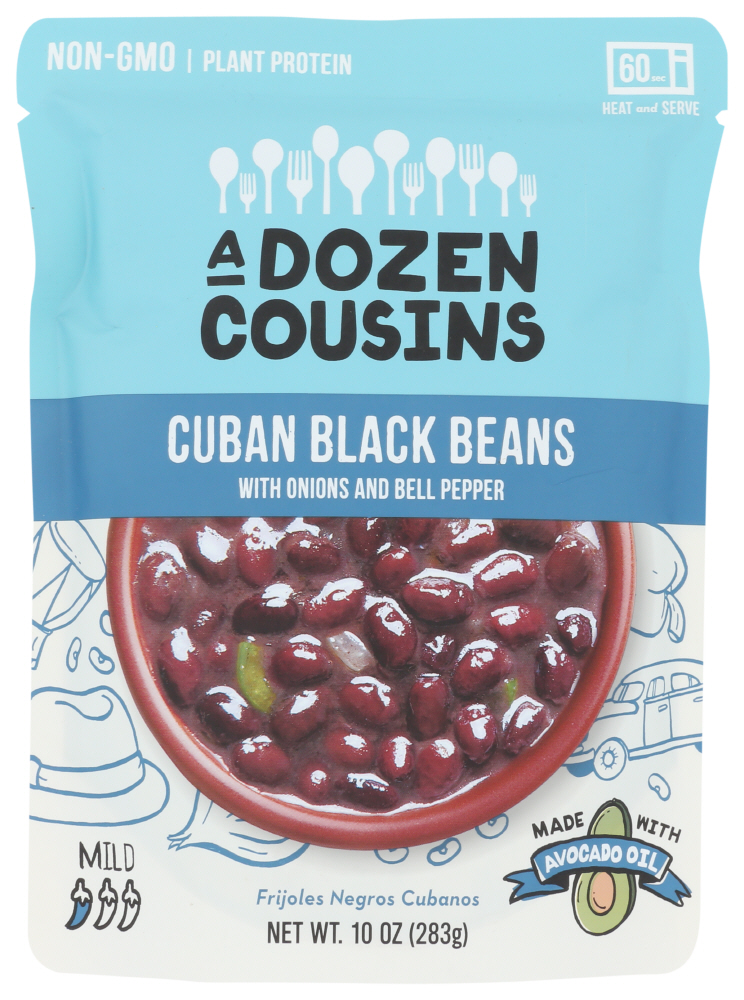 NON-GMO | PLANT PROTEIN
60 sec
HEAT and SERVE
A DOZEN
COUSINS
CUBAN BLACK BEANS
WITH ONIONS AND BELL PEPPER
MADE WITH
AVOCADO OIL
MILD
Frijoles Negros Cubanos
NET WT. 10 OZ (283g)